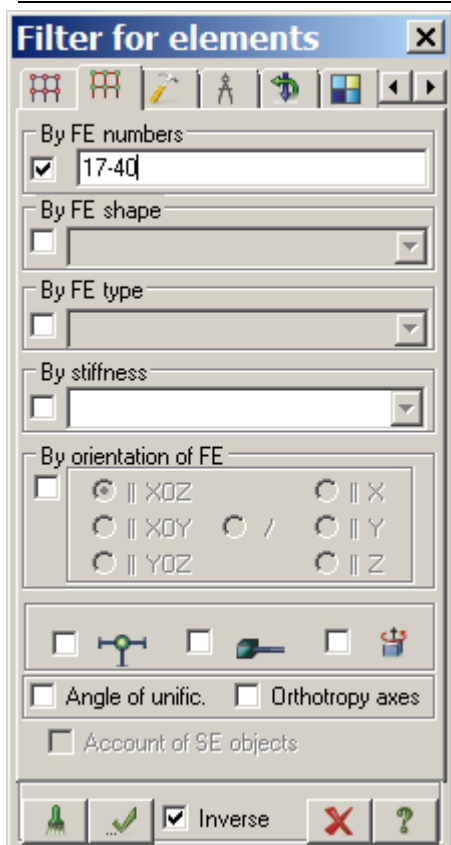 Filter for elements
By FE numbers
17-40
By FE shape
By FE type
By stiffness
By orientation of FE
|| XOZ || X
|| XOY / || Y
|| YOZ || Z
Angle of unific. Orthotropy axes
Account of SE objects
Inverse ?